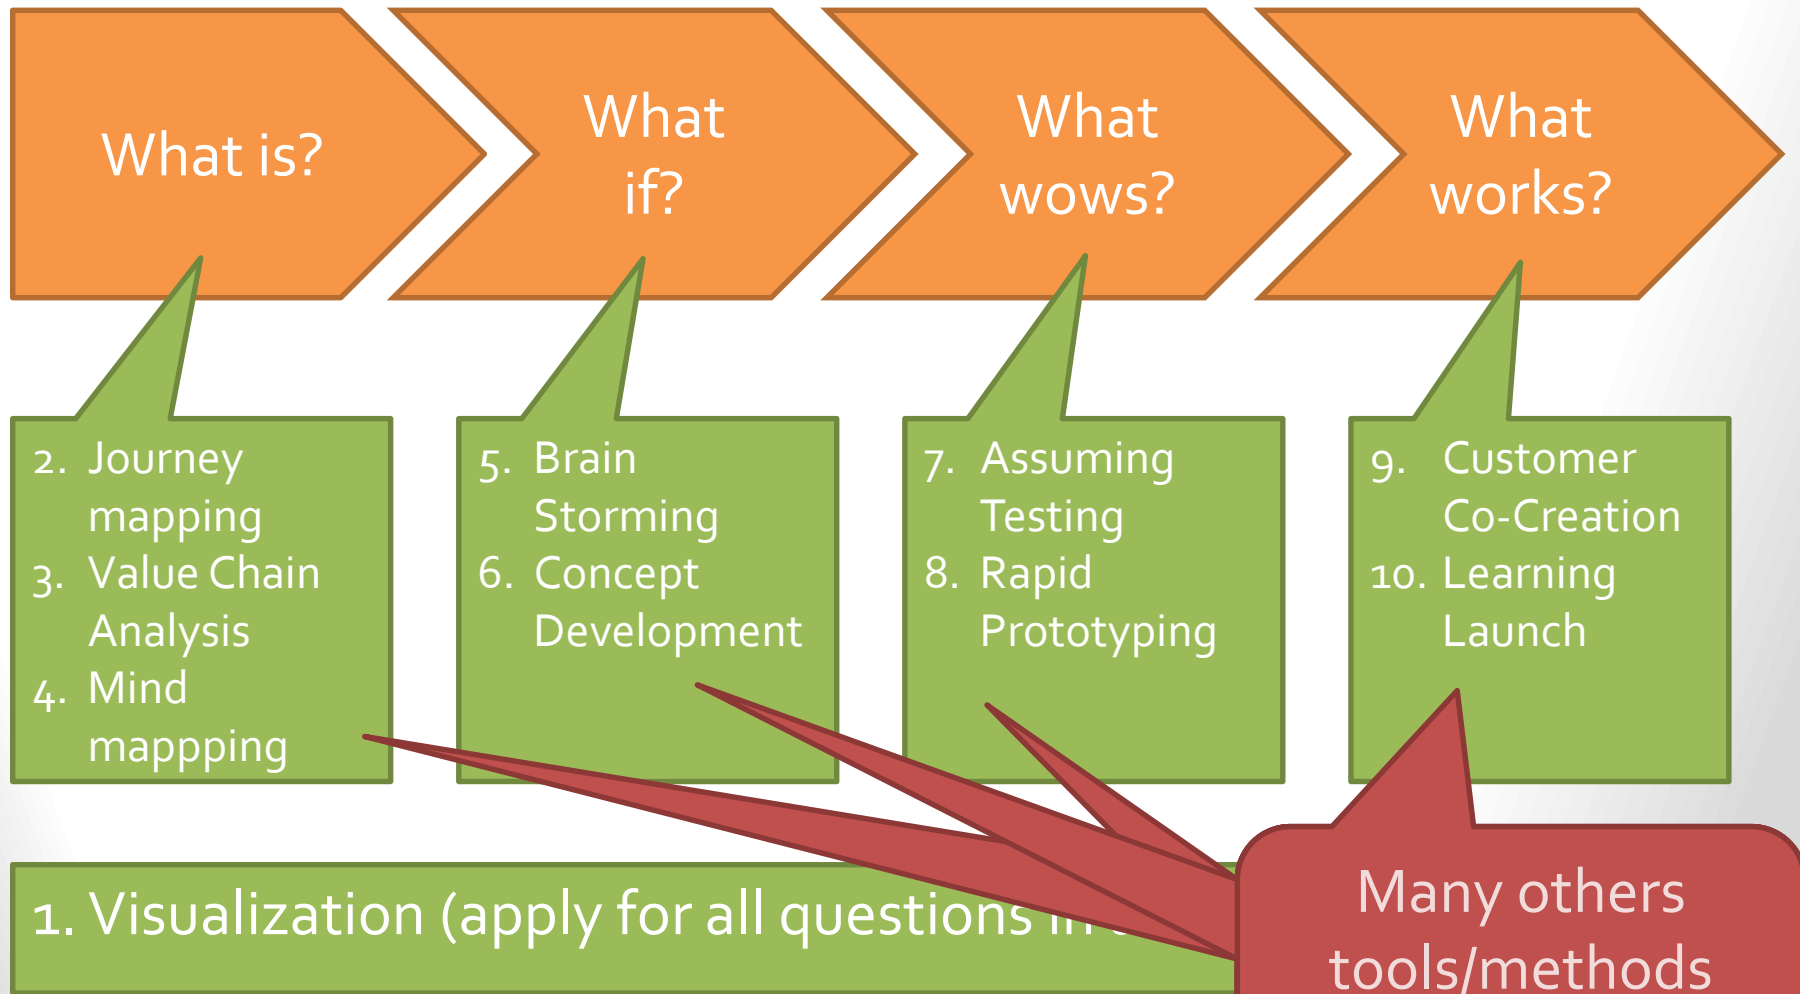 What is?
What
if?
What
wows?
What
works?
2. Journey
mapping
3. Value Chain
Analysis
4. Mind
mappping
5. Brain
Storming
6. Concept
Development
7. Assuming
Testing
8. Rapid
Prototyping
9. Customer
Co-Creation
10. Learning
Launch
1. Visualization (apply for all questions in
Many others
tools/methods